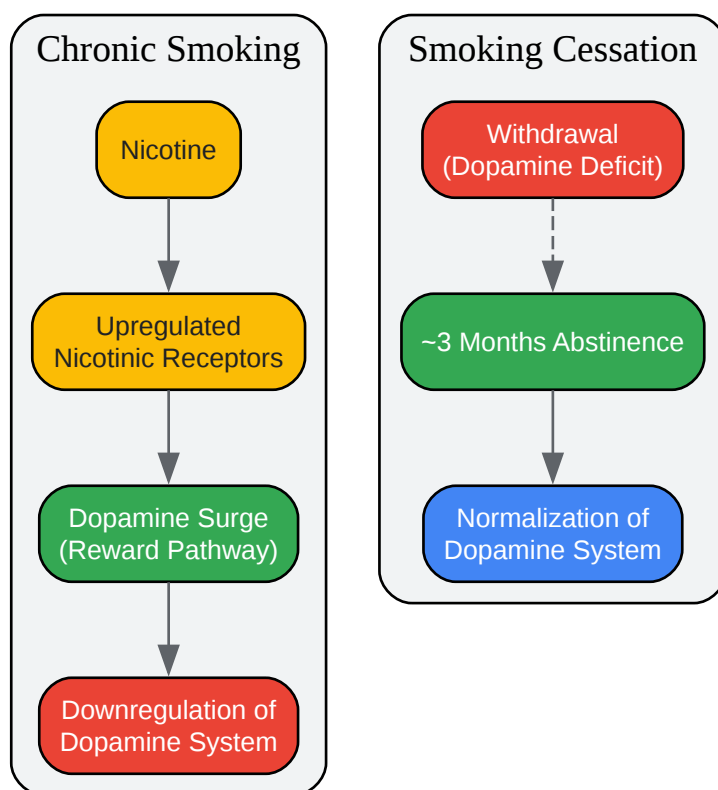 Chronic Smoking
Nicotine
Upregulated
Nicotinic Receptors
Dopamine Surge
(Reward Pathway)
Downregulation of
Dopamine System
Smoking Cessation
Withdrawal
(Dopamine Deficit)
~3 Months Abstinence
Normalization of
Dopamine System